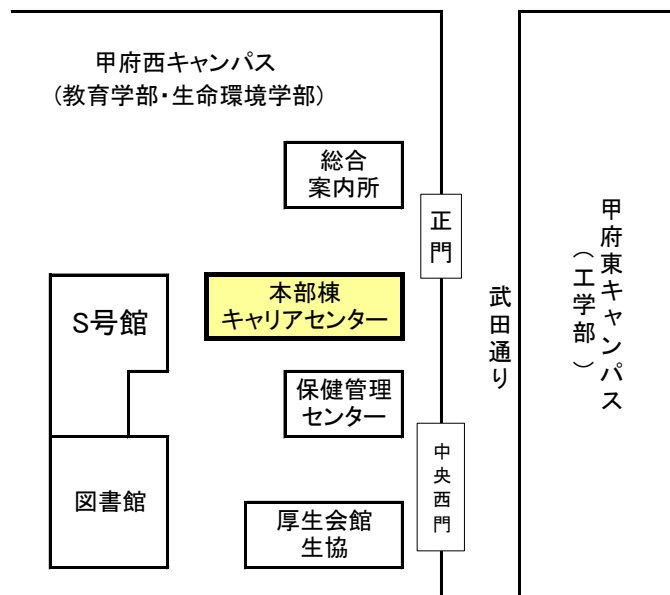 甲府西キャンパス
（教育学部・生命環境学部）
総合
案内所
正門
本部棟
キャリアセンター
S号館
武田通り
甲府東キャンパス
（工学部）
保健管理
センター
中央西門
図書館
厚生会館
生協